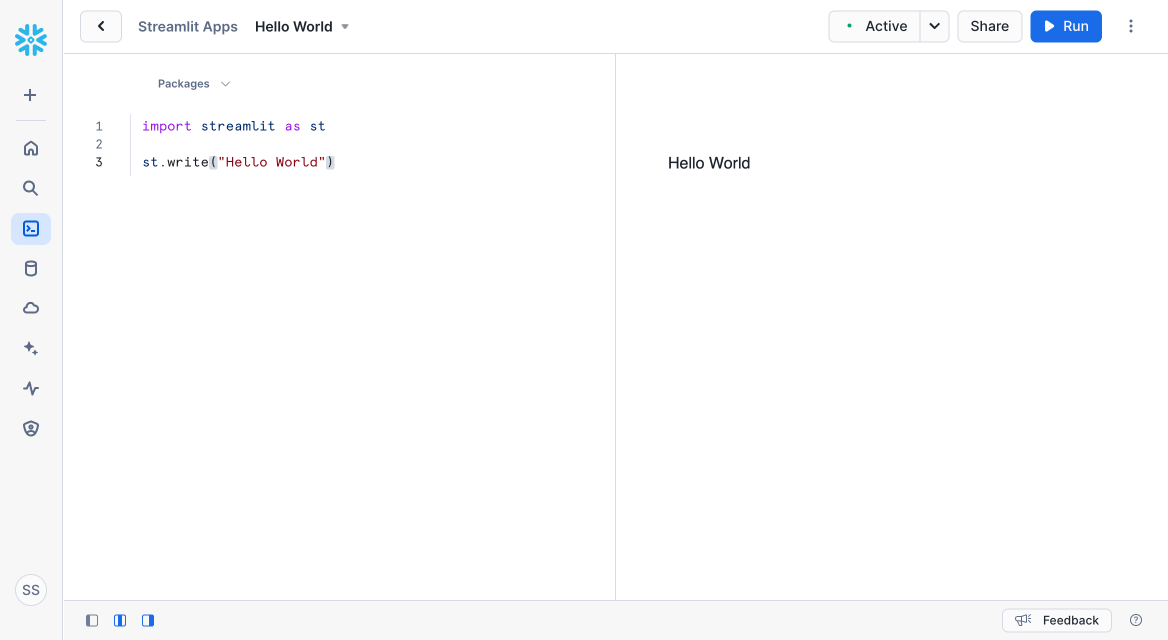 Streamlit Apps Hello World
Active Share Run
Packages
1 import streamlit as st
2
3 st.write("Hello World")
Hello World
SS
Feedback